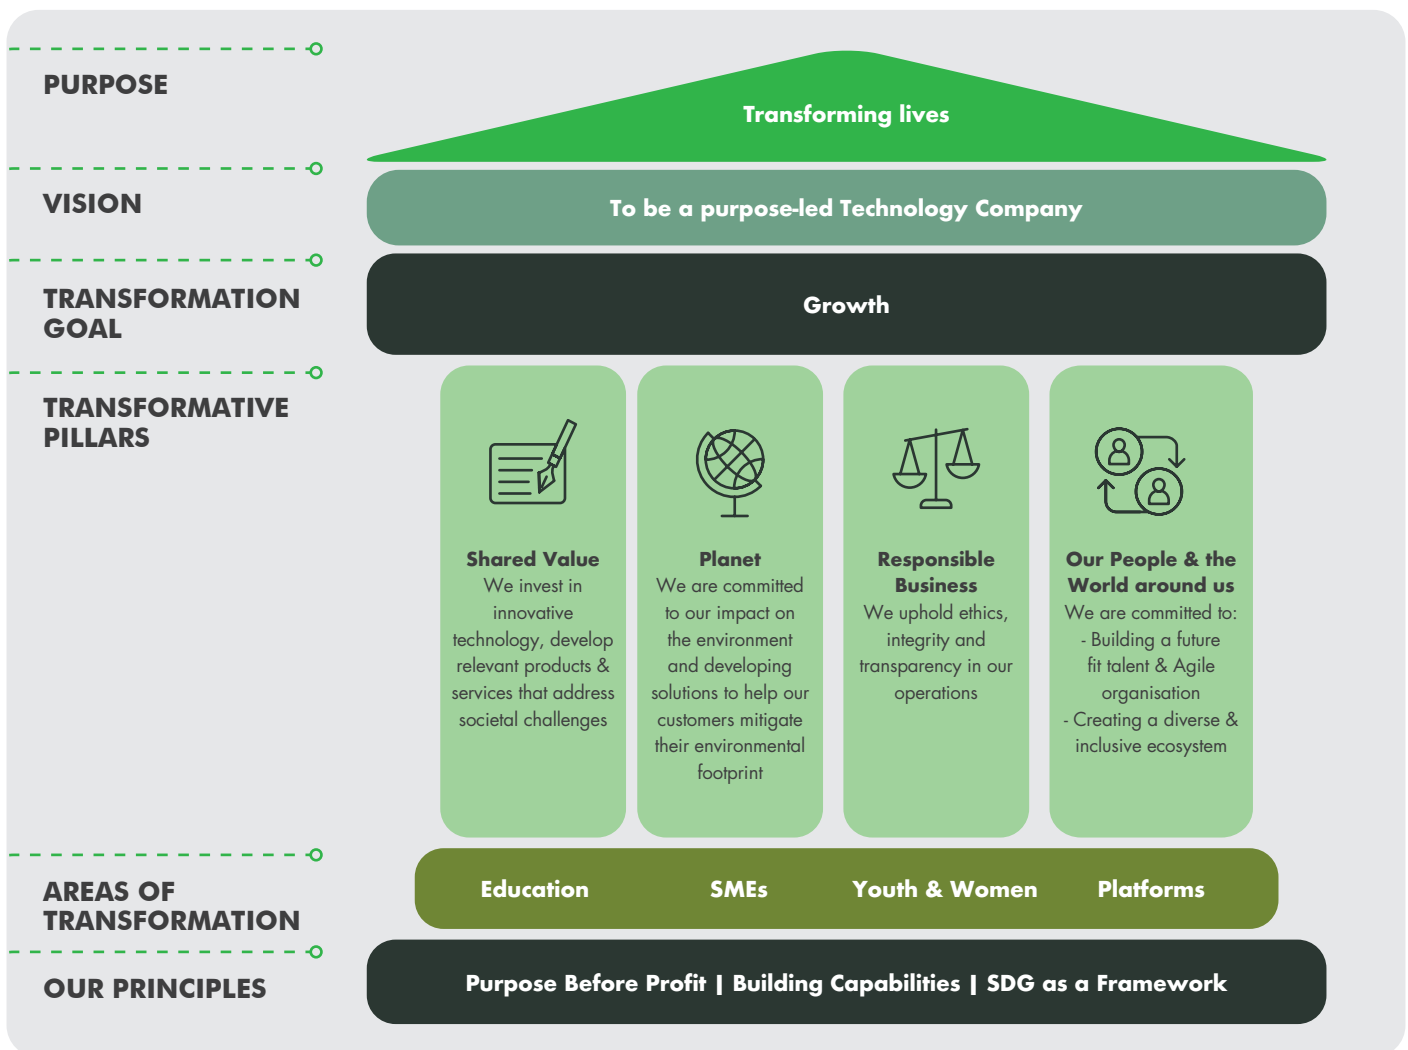 PURPOSE
Transforming lives
VISION
To be a purpose-led Technology Company
TRANSFORMATION
GOAL
Growth
TRANSFORMATIVE
PILLARS
Shared Value
We invest in
innovative
technology, develop
relevant products &
services that address
societal challenges
Planet
We are committed
to our impact on
the environment
and developing
solutions to help our
customers mitigate
their environmental
footprint
Responsible
Business
We uphold ethics,
integrity and
transparency in our
operations
Our People & the
World around us
We are committed to:
- Building a future
fit talent & Agile
organisation
- Creating a diverse &
inclusive ecosystem
AREAS OF
TRANSFORMATION
Education
SMEs
Youth & Women
Platforms
OUR PRINCIPLES
Purpose Before Profit | Building Capabilities | SDG as a Framework